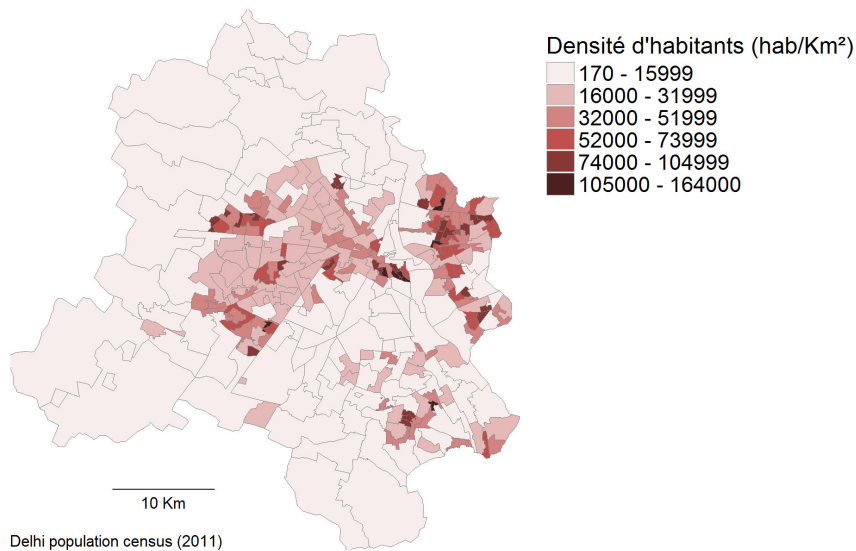 Densité d'habitants (hab/Km²)
170 - 15999
16000 - 31999
32000 - 51999
52000 - 73999
74000 - 104999
105000 - 164000
10 Km
Delhi population census (2011)